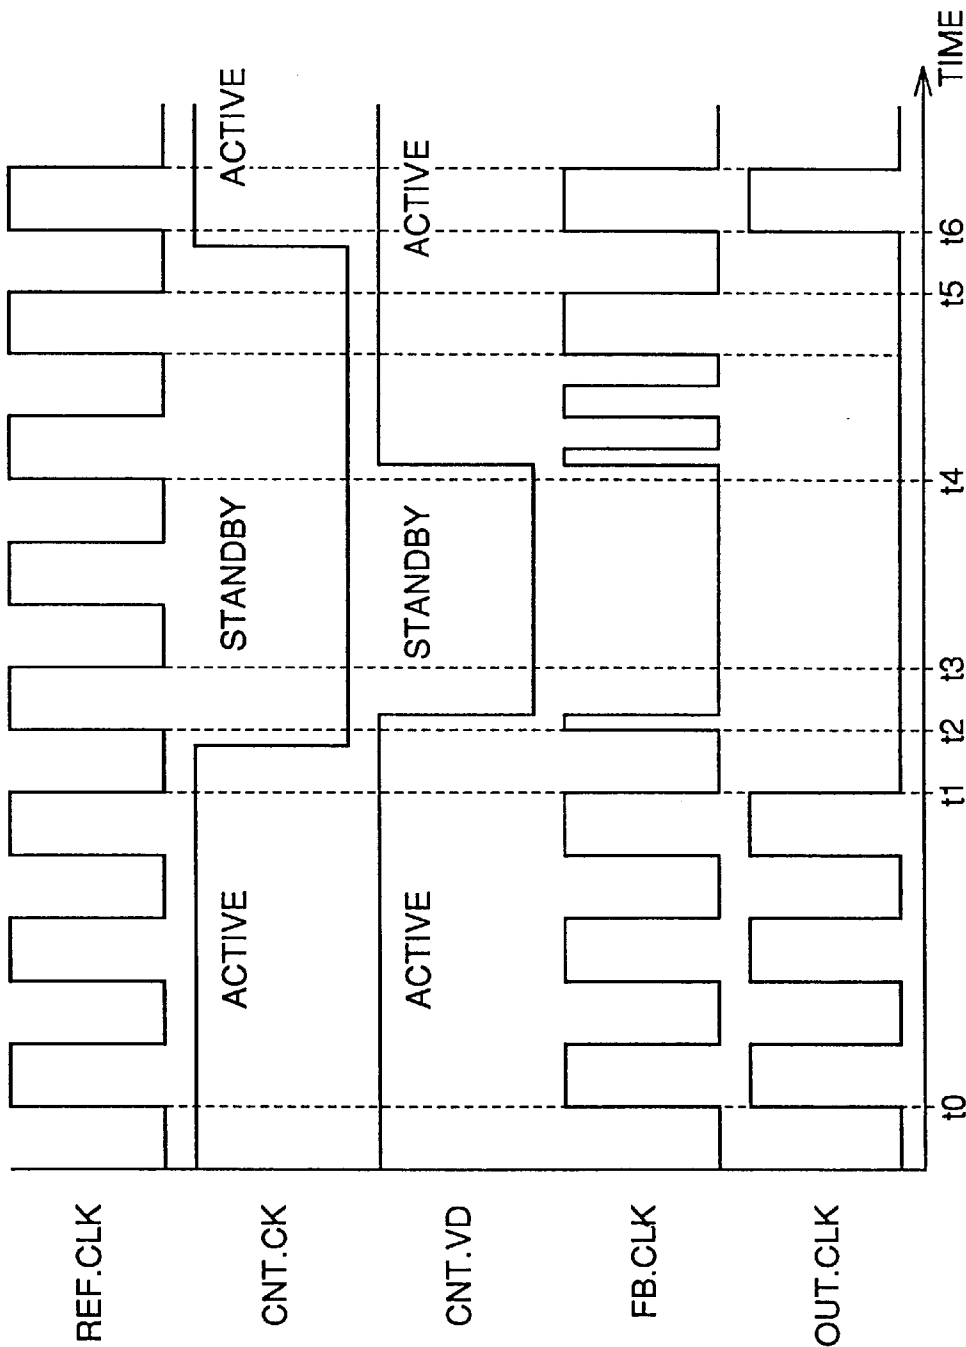 REF.CLK
CNT.CK
ACTIVE
STANDBY
ACTIVE
CNT.VD
ACTIVE
STANDBY
ACTIVE
FB.CLK
OUT.CLK
t0
t1
t2
t3
t4
t5
t6
TIME